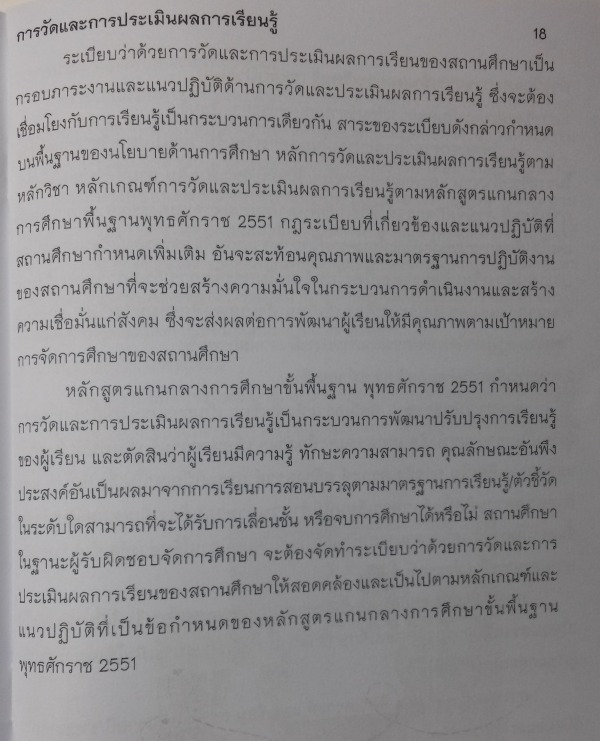 การวัดและการประเมินผลการเรียนรู้
18
ระเบียบว่าด้วยการวัดและการประเมินผลการเรียนของสถานศึกษาเป็น
กรอบภาระงานและแนวปฏิบัติด้านการวัดและประเมินผลการเรียนรู้ ซึ่งจะต้อง
เชื่อมโยงกับการเรียนรู้เป็นกระบวนการเดียวกัน สาระของระเบียบดังกล่าวกำหนด
บนพื้นฐานของนโยบายด้านการศึกษา หลักการวัดและประเมินผลการเรียนรู้ตาม
หลักวิชา หลักเกณฑ์การวัดและประเมินผลการเรียนรู้ตามหลักสูตรแกนกลาง
การศึกษาพื้นฐานพุทธศักราช 2551 กฎระเบียบที่เกี่ยวข้องและแนวปฏิบัติที่
สถานศึกษากำหนดเพิ่มเติม อันจะสะท้อนคุณภาพและมาตรฐานการปฏิบัติงาน
ของสถานศึกษาที่จะช่วยสร้างความมั่นใจในกระบวนการดำเนินงานและสร้าง
ความเชื่อมั่นแก่สังคม ซึ่งจะส่งผลต่อการพัฒนาผู้เรียนให้มีคุณภาพตามเป้าหมาย
การจัดการศึกษาของสถานศึกษา
หลักสูตรแกนกลางการศึกษาขั้นพื้นฐาน พุทธศักราช 2551 กำหนดว่า
การวัดและการประเมินผลการเรียนรู้เป็นกระบวนการพัฒนาปรับปรุงการเรียนรู้
ของผู้เรียน และตัดสินว่าผู้เรียนมีความรู้ ทักษะความสามารถ คุณลักษณะอันพึง
ประสงค์อันเป็นผลมาจากการเรียนการสอนบรรลุตามมาตรฐานการเรียนรู้/ตัวชี้วัด
ในระดับใดสามารถที่จะได้รับการเลื่อนชั้น หรือจบการศึกษาได้หรือไม่ สถานศึกษา
ในฐานะผู้รับผิดชอบจัดการศึกษา จะต้องจัดทำระเบียบว่าด้วยการวัดและการ
ประเมินผลการเรียนของสถานศึกษาให้สอดคล้องและเป็นไปตามหลักเกณฑ์และ
แนวปฏิบัติที่เป็นข้อกำหนดของหลักสูตรแกนกลางการศึกษาขั้นพื้นฐาน
พุทธศักราช 2551